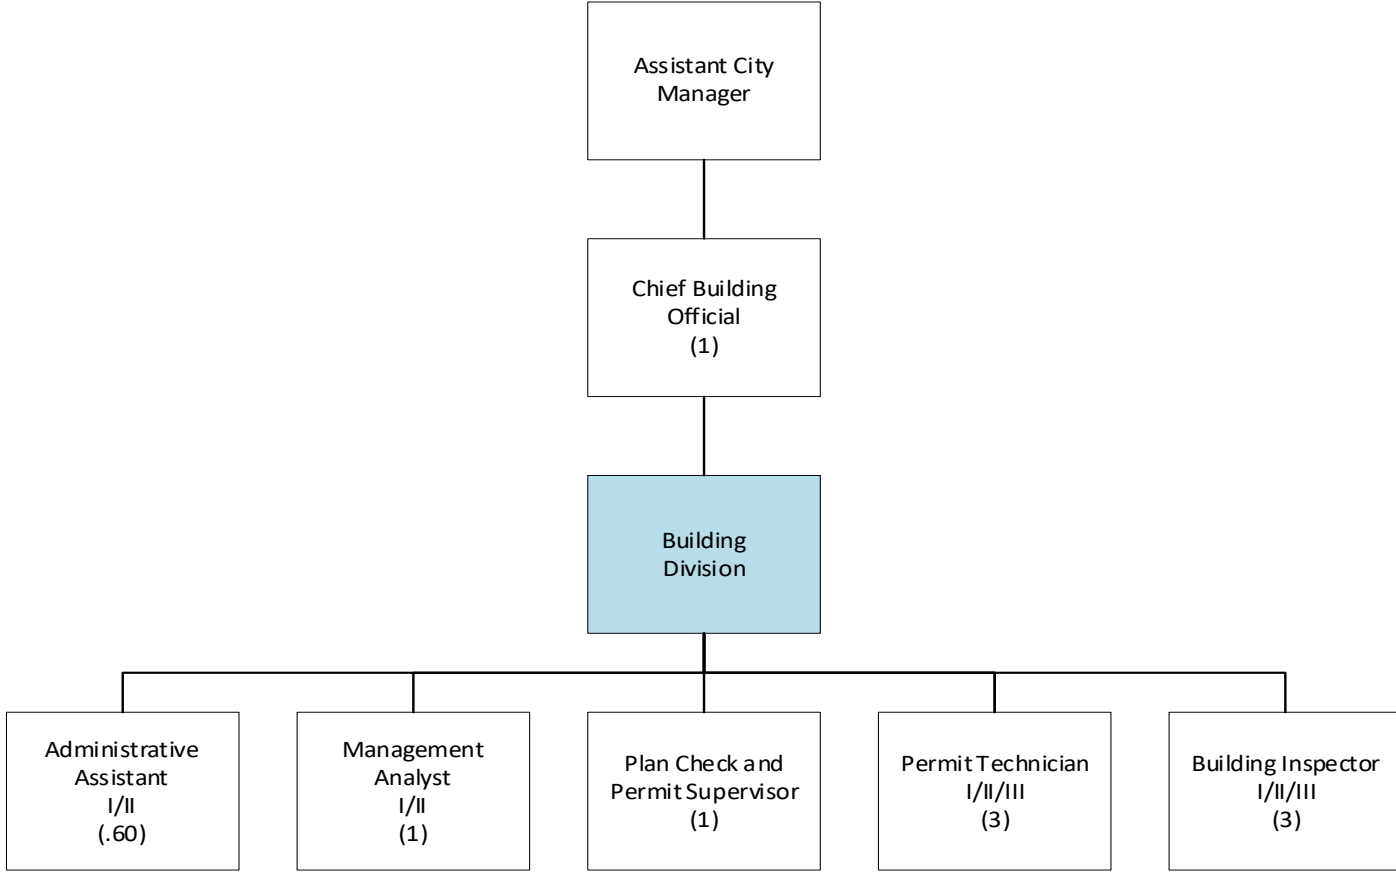 Assistant City
Manager
Chief Building
Official
(1)
Building
Division
Administrative
Assistant
I/II
(.60)
Management
Analyst
I/II
(1)
Plan Check and
Permit Supervisor
(1)
Permit Technician
I/II/III
(3)
Building Inspector
I/II/III
(3)